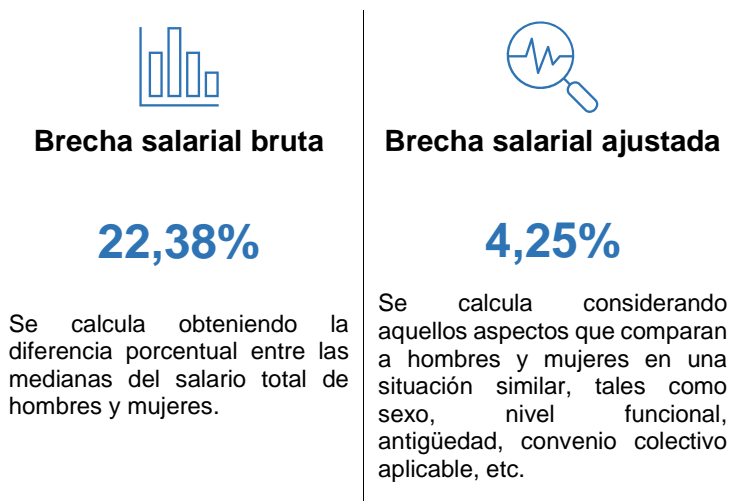 Brecha salarial bruta
22,38%
Se calcula obteniendo la
diferencia porcentual entre las
medianas del salario total de
hombres y mujeres.
Brecha salarial ajustada
4,25%
Se calcula considerando
aquellos aspectos que comparan
a hombres y mujeres en una
situación similar, tales como
sexo, nivel funcional,
antigüedad, convenio colectivo
aplicable, etc.